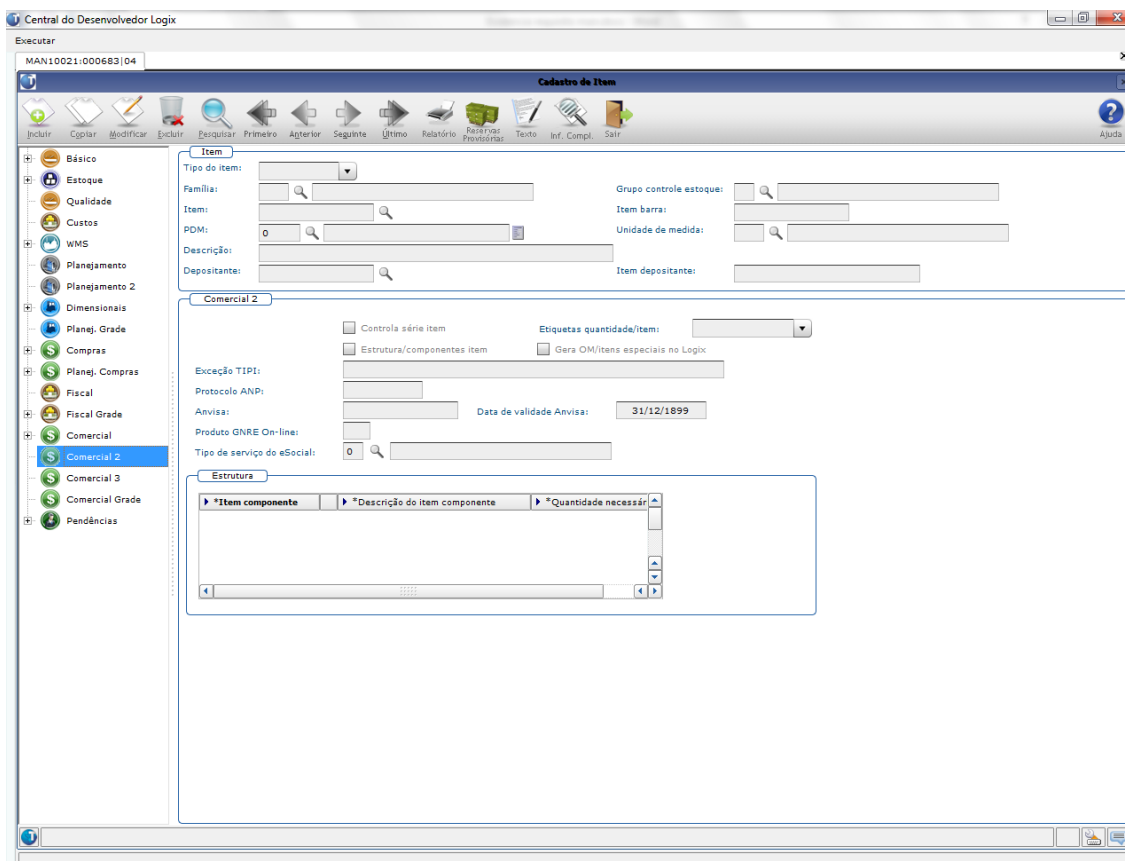 Central do Desenvolvedor Logix
Executar
MAN10021:000683|04
Cadastro de Item
Incluir Copiar Modificar Excluir Pesquisar Primeiro Anterior Seguinte Último Relatório Reservas Provisórias Texto Inf. Compl. Sair Ajuda
Básico
Estoque
Qualidade
Custos
WMS
Planejamento
Planejamento 2
Dimensionais
Planej. Grade
Compras
Planej. Compras
Fiscal
Fiscal Grade
Comercial
Comercial 2
Comercial 3
Comercial Grade
Pendências
Item
Tipo do item:
Família: Grupo controle estoque:
Item: Item barra:
PDM: 0 Unidade de medida:
Descrição:
Depositante: Item depositante:
Comercial 2
Controla série item Etiquetas quantidade/item:
Estrutura/componentes item Gera OM/itens especiais no Logix
Exceção TIPI:
Protocolo ANP:
Anvisa: Data de validade Anvisa: 31/12/1899
Produto GNRE On-line:
Tipo de serviço do eSocial: 0
Estrutura
*Item componente *Descrição do item componente *Quantidade necessár